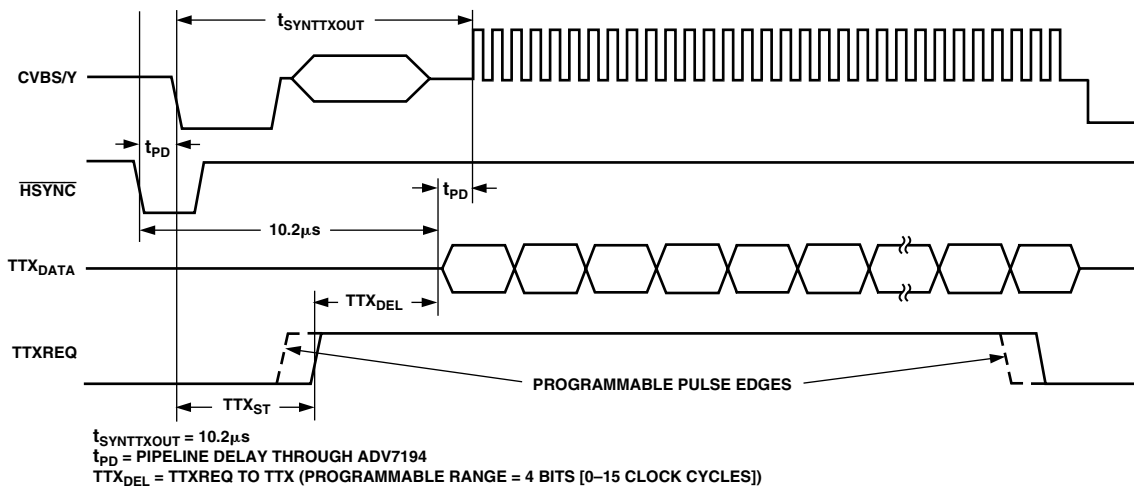 tSYNTTXOUT
CVBS/Y
tPD
HSYNC
tPD
10.2μs
TTXDATA
TTXDEL
TTXREQ
PROGRAMMABLE PULSE EDGES
TTXST
tSYNTTXOUT = 10.2μs
tPD = PIPELINE DELAY THROUGH ADV7194
TTXDEL = TTXREQ TO TTX (PROGRAMMABLE RANGE = 4 BITS [0–15 CLOCK CYCLES])